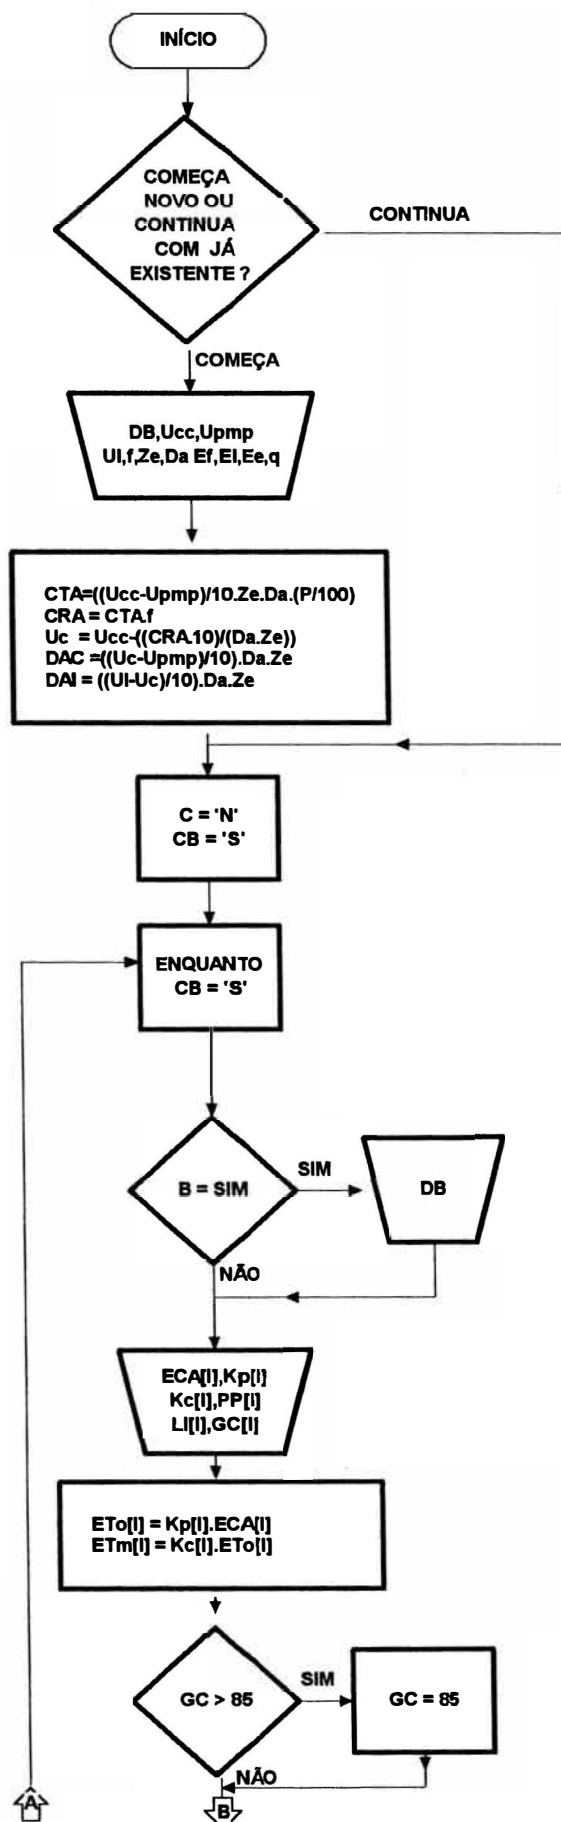 INÍCIO
COMEÇA
NOVO OU
CONTINUA
COM JÁ
EXISTENTE ?
CONTINUA
COMEÇA
DB,Ucc,Upmp
UI,f,Ze,Da Ef,EI,Ee,q
CTA=((Ucc-Upmp)/10.Ze.Da.(P/100)
CRA = CTA.f
Uc = Ucc-((CRA.10)/(Da.Ze))
DAC =((Uc-Upmp)/10).Da.Ze
DAI = ((UI-Uc)/10).Da.Ze
C = 'N'
CB = 'S'
ENQUANTO
CB = 'S'
B = SIM
SIM
DB
NÃO
ECA[I],Kp[I]
Kc[I],PP[I]
LI[I],GC[I]
ETo[I] = Kp[I].ECA[I]
ETm[I] = Kc[I].ETo[I]
GC > 85
SIM
GC = 85
NÃO
A
B